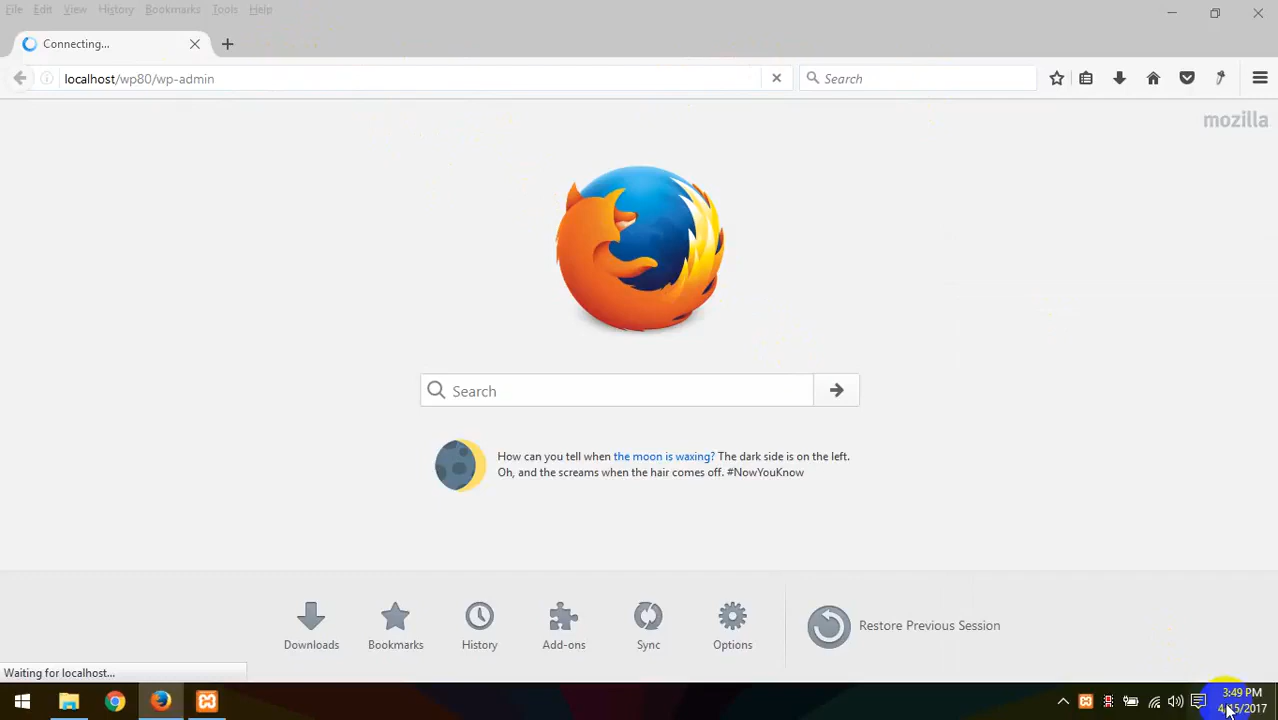 File Edit View History Bookmarks Tools Help
Connecting...
localhost/wp80/wp-admin
Search
mozilla
Search
How can you tell when the moon is waxing? The dark side is on the left.
Oh, and the screams when the hair comes off. #NowYouKnow
Downloads
Bookmarks
History
Add-ons
Sync
Options
Restore Previous Session
Waiting for localhost...
3:49 PM
4/15/2017